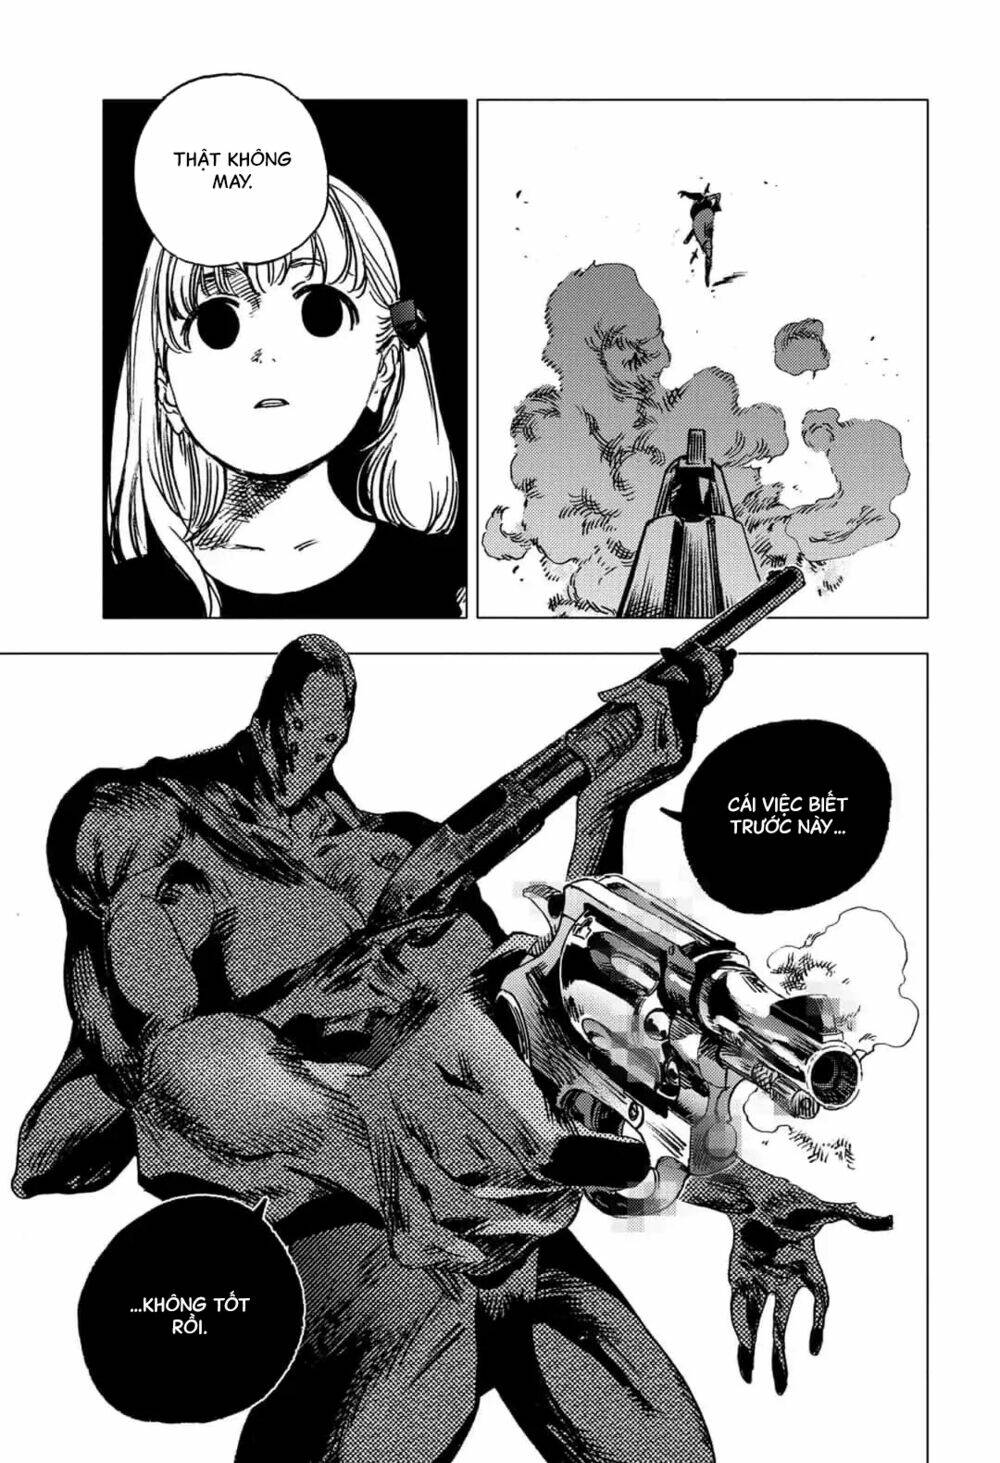 THẬT KHÔNG
MAY.
CÁI VIỆC BIẾT
TRƯỚC NÀY...
...KHÔNG TỐT
RỒI.